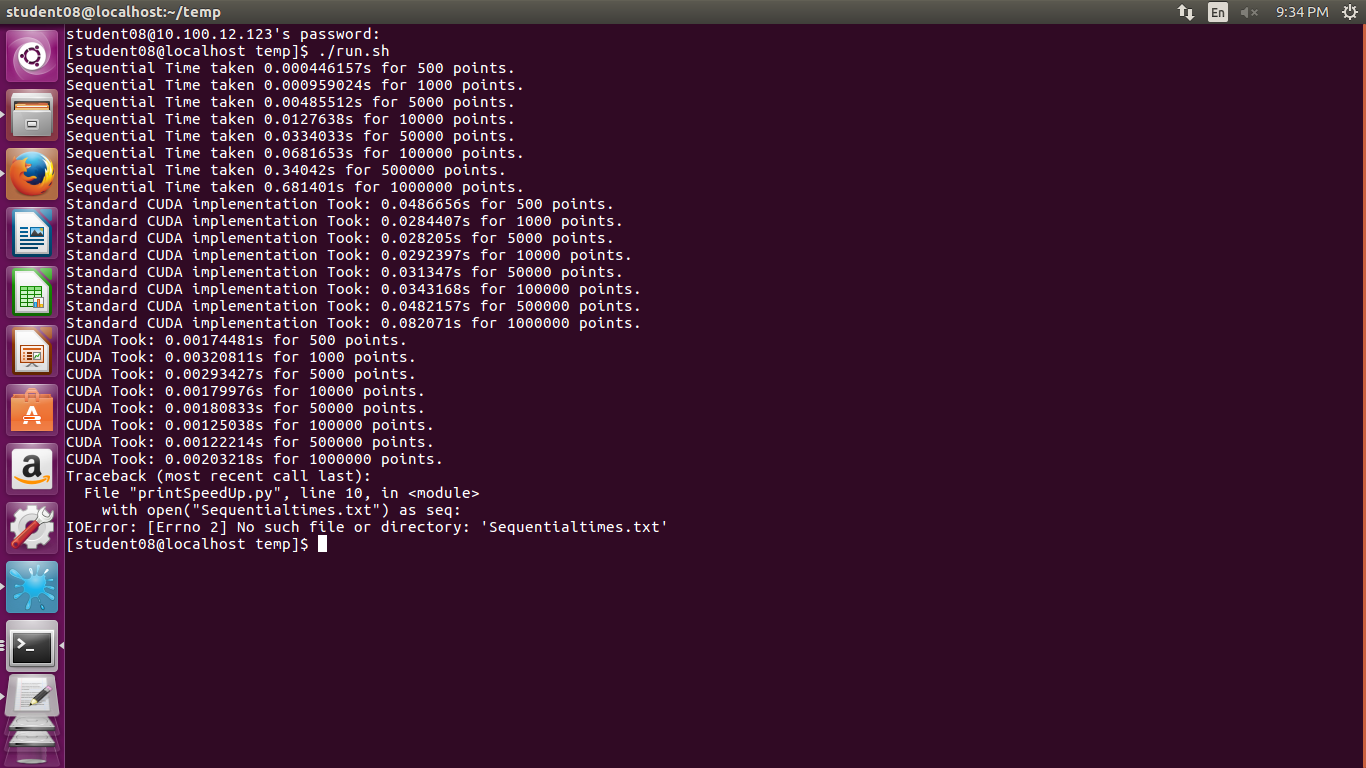 student08@localhost:~/temp
En
9:34 PM
student08@10.100.12.123's password:
[student08@localhost temp]$ ./run.sh
Sequential Time taken 0.000446157s for 500 points.
Sequential Time taken 0.000959024s for 1000 points.
Sequential Time taken 0.00485512s for 5000 points.
Sequential Time taken 0.0127638s for 10000 points.
Sequential Time taken 0.0334033s for 50000 points.
Sequential Time taken 0.0681653s for 100000 points.
Sequential Time taken 0.34042s for 500000 points.
Sequential Time taken 0.681401s for 1000000 points.
Standard CUDA implementation Took: 0.0486656s for 500 points.
Standard CUDA implementation Took: 0.0284407s for 1000 points.
Standard CUDA implementation Took: 0.028205s for 5000 points.
Standard CUDA implementation Took: 0.0292397s for 10000 points.
Standard CUDA implementation Took: 0.031347s for 50000 points.
Standard CUDA implementation Took: 0.0343168s for 100000 points.
Standard CUDA implementation Took: 0.0482157s for 500000 points.
Standard CUDA implementation Took: 0.082071s for 1000000 points.
CUDA Took: 0.00174481s for 500 points.
CUDA Took: 0.00320811s for 1000 points.
CUDA Took: 0.00293427s for 5000 points.
CUDA Took: 0.00179976s for 10000 points.
CUDA Took: 0.00180833s for 50000 points.
CUDA Took: 0.00125038s for 100000 points.
CUDA Took: 0.00122214s for 500000 points.
CUDA Took: 0.00203218s for 1000000 points.
Traceback (most recent call last):
  File "printSpeedUp.py", line 10, in <module>
    with open("Sequentialtimes.txt") as seq:
IOError: [Errno 2] No such file or directory: 'Sequentialtimes.txt'
[student08@localhost temp]$